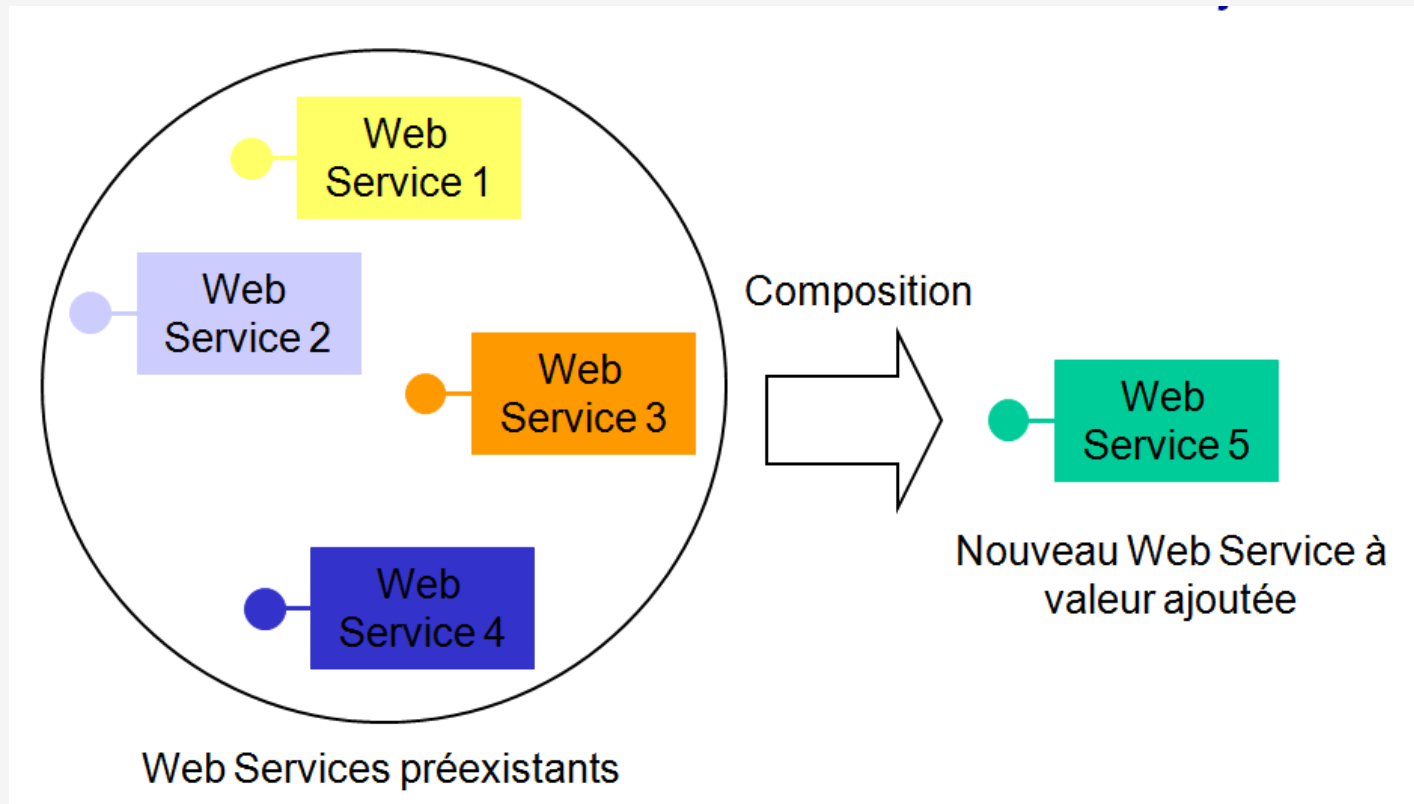 Web
Service 1
Web
Service 2
Web
Service 3
Web
Service 4
Web Services préexistants
Composition
Web
Service 5
Nouveau Web Service à
valeur ajoutée